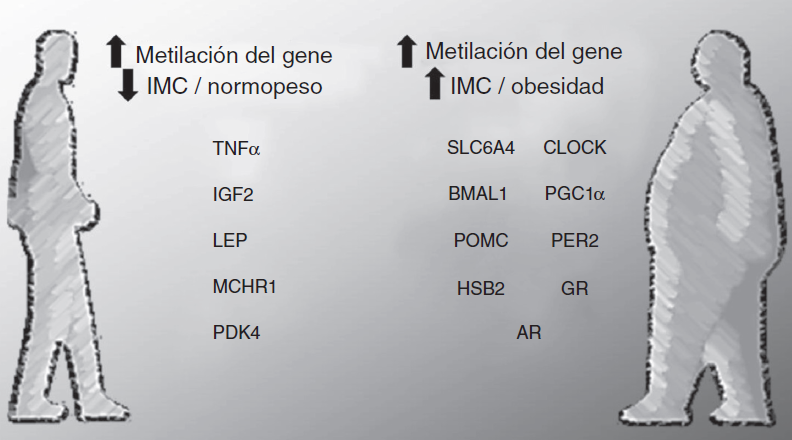 Metilación del gene
IMC / normopeso
TNFα
IGF2
LEP
MCHR1
PDK4
Metilación del gene
IMC / obesidad
SLC6A4 CLOCK
BMAL1 PGC1α
POMC PER2
HSB2 GR
AR